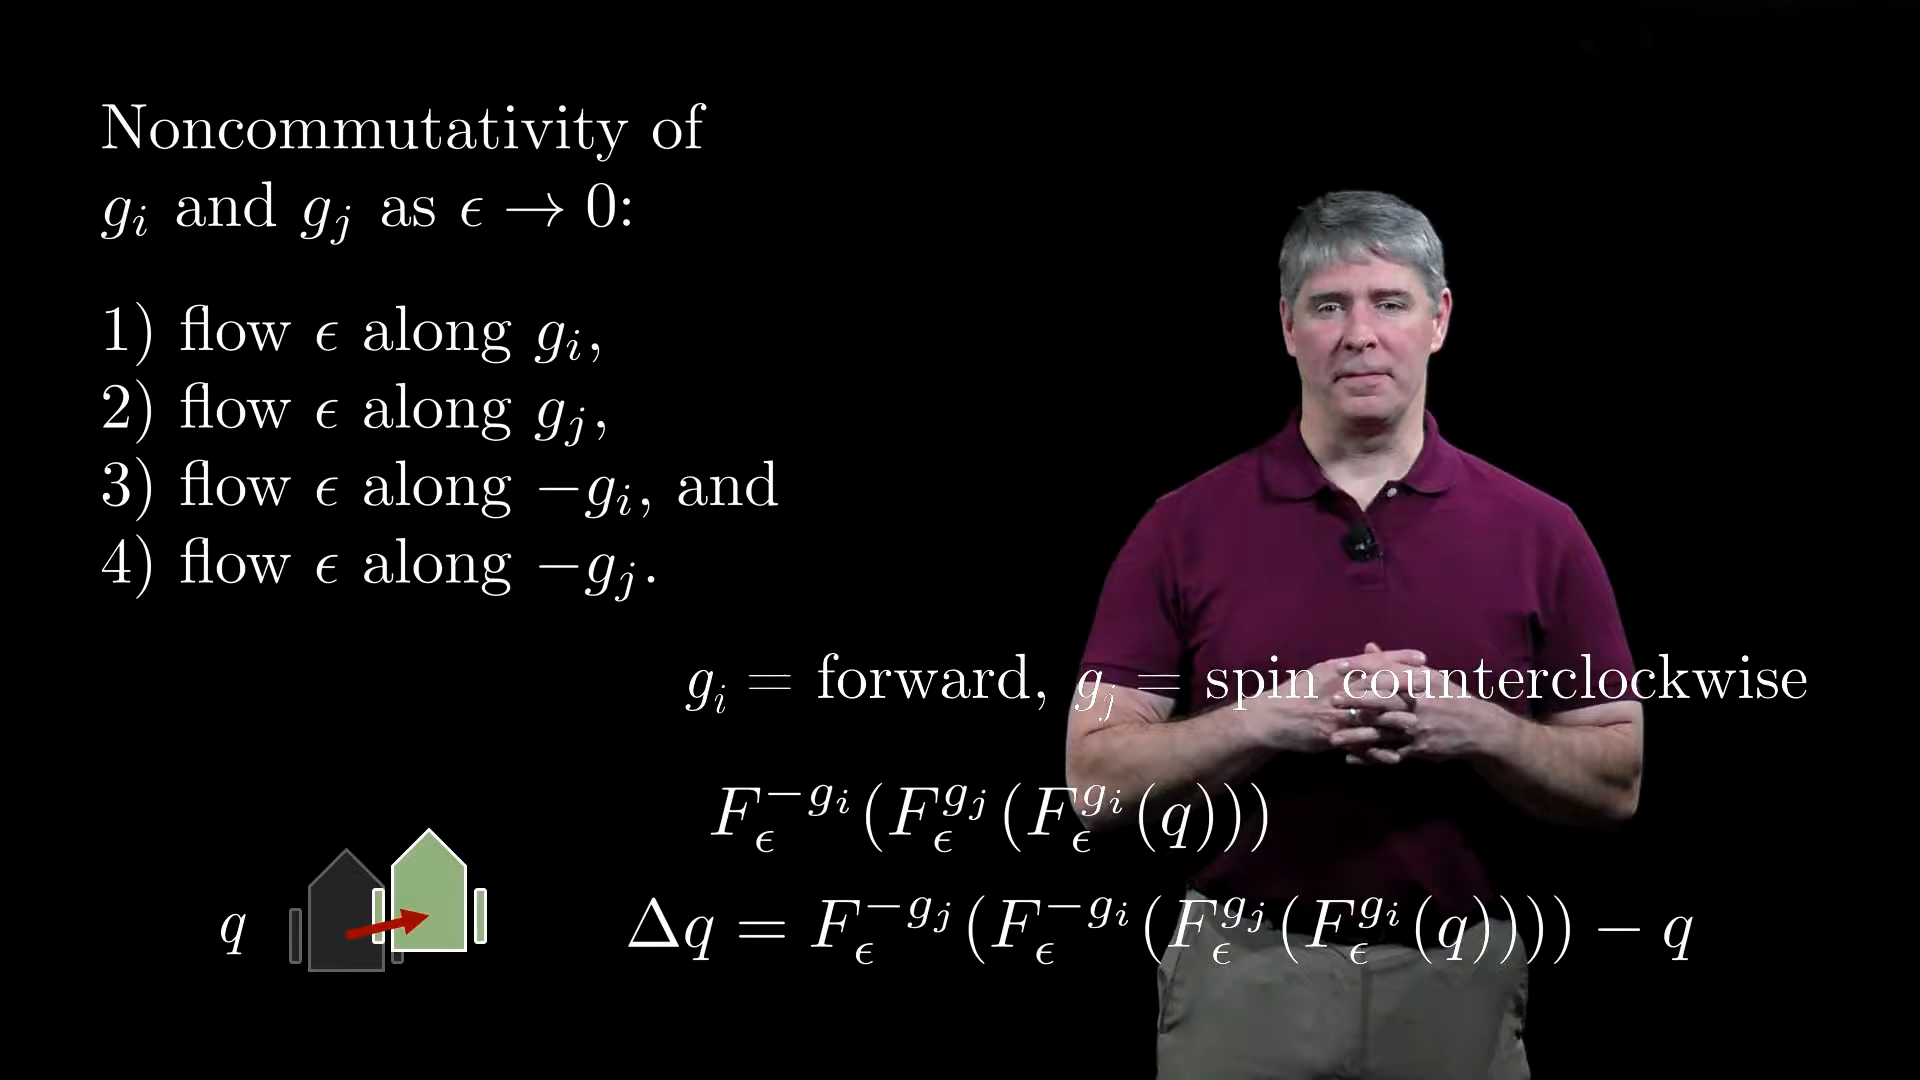 Noncommutativity of
g_i and g_j as ϵ → 0:
1) flow ϵ along g_i,
2) flow ϵ along g_j,
3) flow ϵ along −g_i, and
4) flow ϵ along −g_j.
g_i = forward, g_j = spin counterclockwise
F_ϵ^{−g_i}(F_ϵ^{g_j}(F_ϵ^{g_i}(q)))
q
Δq = F_ϵ^{−g_j}(F_ϵ^{−g_i}(F_ϵ^{g_j}(F_ϵ^{g_i}(q)))) − q